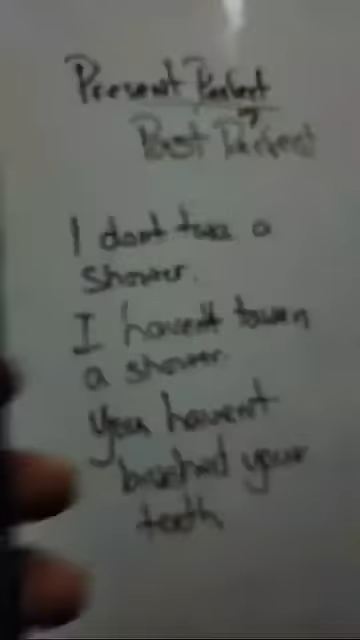 Present Perfect
Past Perfect
I dont a
shower.
I havent
a shower.
you havent
brushed your
teeth